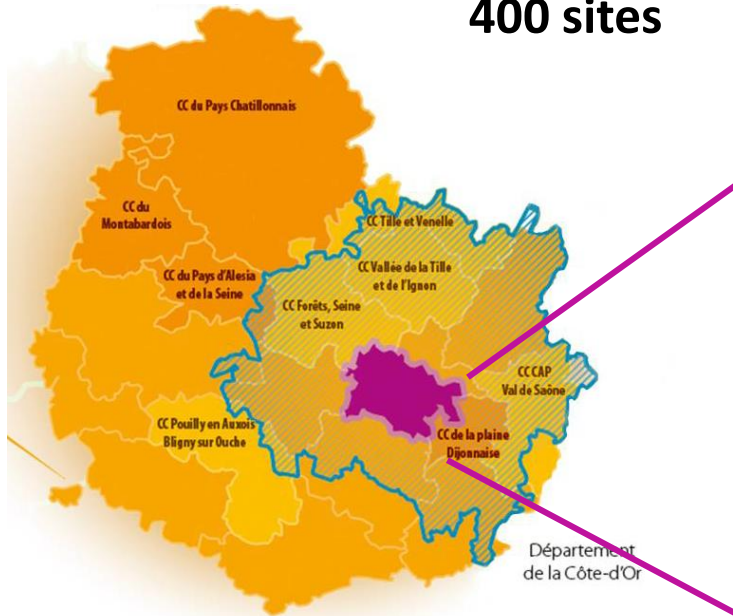 400 sites
CC du Pays Chatillonnais
CC du
Montabardois
CC Tille et Venelle
CC du Pays d'Alesia
et de la Seine
CC Vallée de la Tille
et de l'Ignon
CC Forêts, Seine
et Suzon
CC CAP
Val de Saône
CC Pouilly en Auxois
Bligny sur Ouche
CC de la plaine
Dijonnaise
Département
de la Côte-d'Or